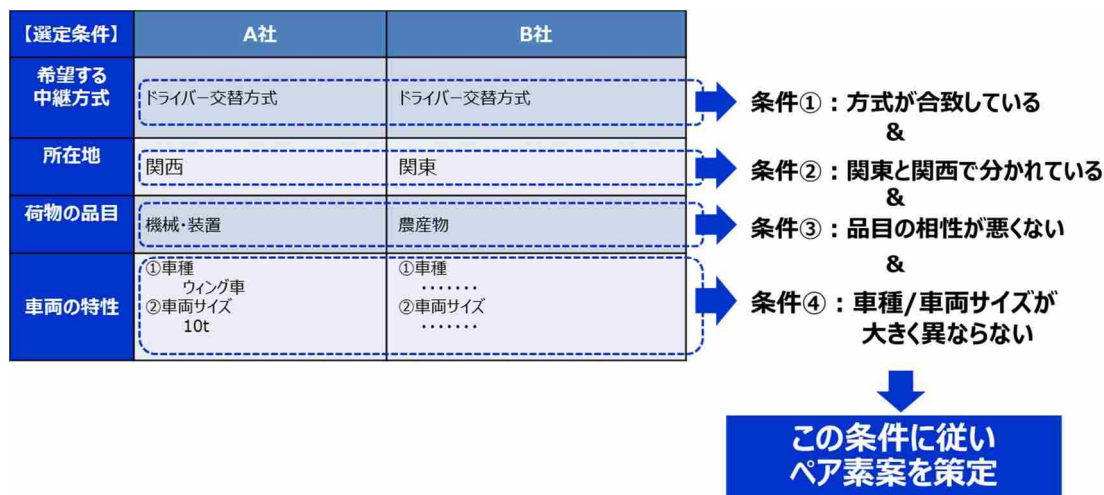 【選定条件】 A社 B社
希望する
中継方式
ドライバー交替方式 ドライバー交替方式
条件①:方式が合致している
&
所在地
関西 関東
条件②:関東と関西で分かれている
&
荷物の品目
機械・装置 農産物
条件③:品目の相性が悪くない
&
車両の特性
①車種
ウィング車
②車両サイズ
10t
①車種
・・・・・・・
②車両サイズ
・・・・・・・
条件④:車種/車両サイズが
大きく異ならない
この条件に従い
ペア素案を策定